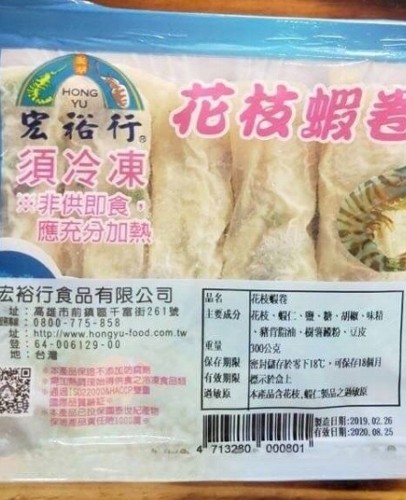 HONG
YU
宏裕行®
花枝蝦卷
須冷凍
※非供即食,
應充分加熱
宏裕行食品有限公司
址:高雄市前鎮區千富街261號
0800-775-858
http://www.hongyu-food.com.tw
64-006129-00
地:台灣
品名 花枝蝦卷
主要成分 花枝、蝦仁、鹽、糖、胡椒、味精
、豬背脂油、樹薯澱粉、豆皮
重量 300公克
保存期限 密封儲存於零下18℃,可保存18個月
有效期限 標示於盒上
過敏原 本產品含花枝、蝦仁製品之過敏原
製造日期:2019.02.26
有效日期:2020.08.25
4 713280 000801